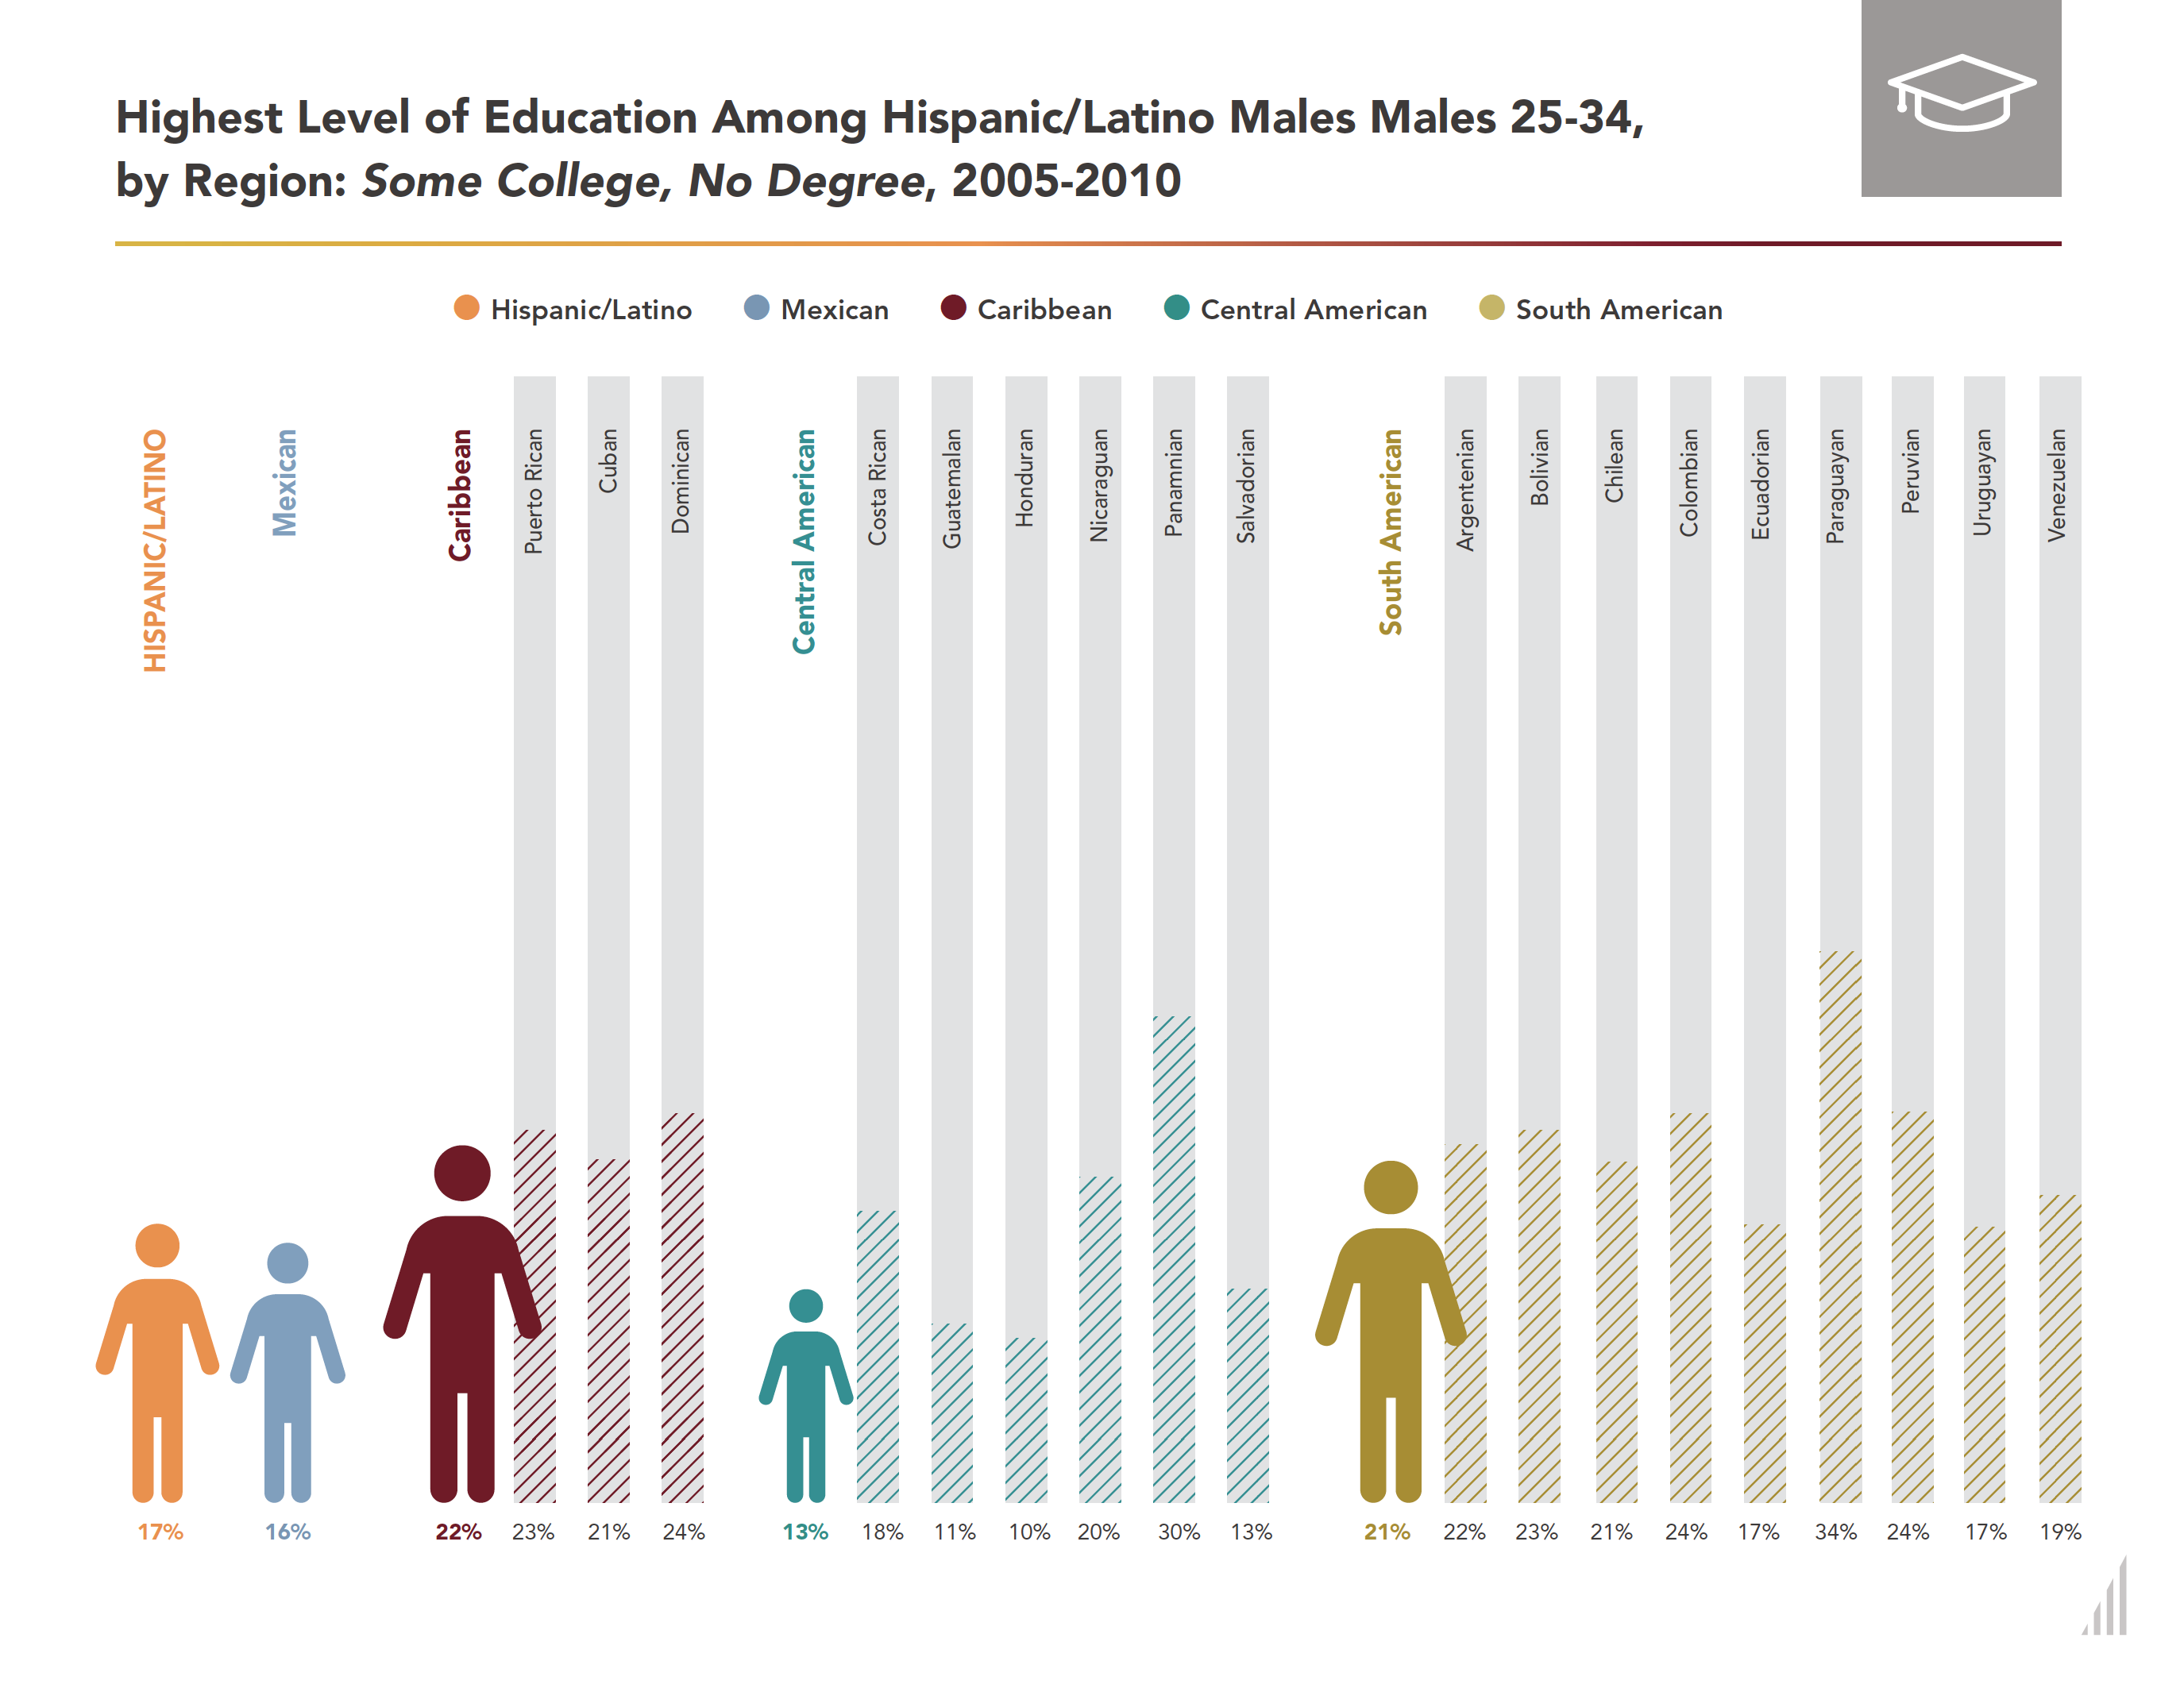 Highest Level of Education Among Hispanic/Latino Males Males 25-34,
by Region: Some College, No Degree, 2005-2010
Hispanic/Latino
Mexican
Caribbean
Central American
South American
HISPANIC/LATINO
Mexican
Caribbean
Puerto Rican
Cuban
Dominican
Central American
Costa Rican
Guatemalan
Honduran
Nicaraguan
Panamnian
Salvadorian
South American
Argentenian
Bolivian
Chilean
Colombian
Ecuadorian
Paraguayan
Peruvian
Uruguayan
Venezuelan
17%
16%
22%
23%
21%
24%
13%
18%
11%
10%
20%
30%
13%
21%
22%
23%
21%
24%
17%
34%
24%
17%
19%